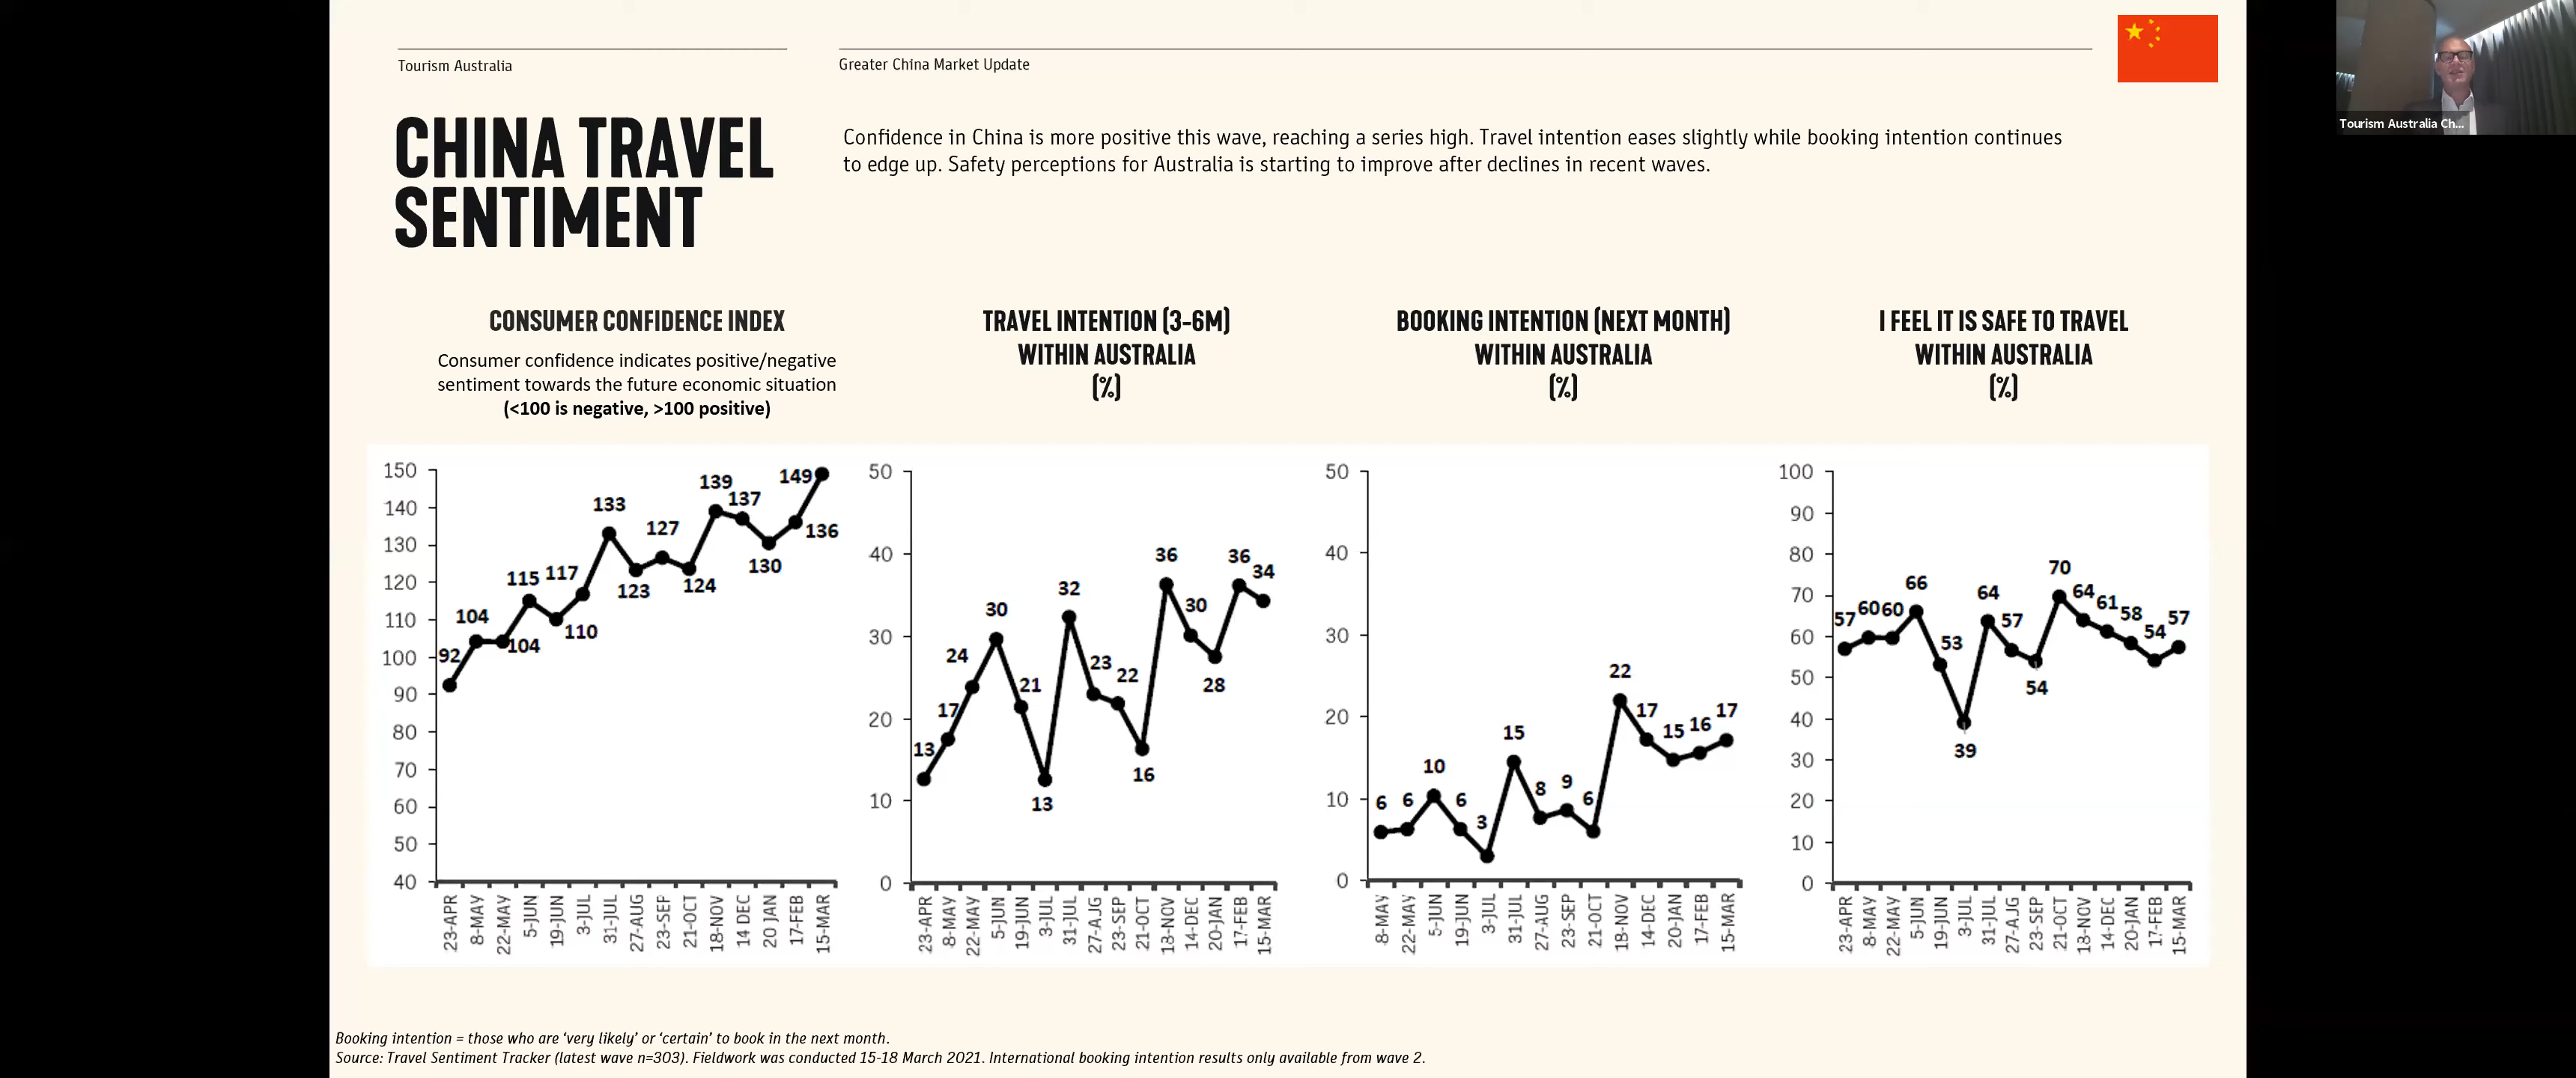 Tourism Australia
Greater China Market Update
Tourism Australia Ch...
CHINA TRAVEL
SENTIMENT
Confidence in China is more positive this wave, reaching a series high. Travel intention eases slightly while booking intention continues
to edge up. Safety perceptions for Australia is starting to improve after declines in recent waves.
CONSUMER CONFIDENCE INDEX
Consumer confidence indicates positive/negative
sentiment towards the future economic situation
(<100 is negative, >100 positive)
150
140
130
120
110
100
90
80
70
60
50
40
92
104
104
115
110
117
133
123
127
124
139
137
130
136
149
23-APR
8-MAY
22-MAY
5-JUN
19-JUN
3-JUL
31-JUL
27-AUG
23-SEP
21-OCT
18-NOV
14 DEC
20 JAN
17-FEB
15-MAR
TRAVEL INTENTION (3-6M)
WITHIN AUSTRALIA
(%)
50
40
30
20
10
0
13
17
24
30
21
13
32
23
22
16
36
30
28
36
34
23-APR
8-MAY
22-MAY
5-JUN
19-JUN
3-JUL
31-JUL
27-AJG
23-SEP
21-OCT
18-NOV
14-DEC
20-JAN
17-FEB
15-MAR
BOOKING INTENTION (NEXT MONTH)
WITHIN AUSTRALIA
(%)
50
40
30
20
10
0
6
6
10
6
3
15
8
9
6
22
17
15
16
17
8-MAY
22-MAY
5-JUN
19-JUN
3-JUL
31-JUL
27-AUG
23-SEP
21-OCT
18-NOV
14-DEC
20-JAN
17-FEB
15-MAR
I FEEL IT IS SAFE TO TRAVEL
WITHIN AUSTRALIA
(%)
100
90
80
70
60
50
40
30
20
10
0
57
60
60
66
53
39
64
57
54
70
64
61
58
54
57
23-APR
8-MAY
22-MAY
5-JUN
19-JUN
3-JUL
31-JUL
27-AJG
23-SEP
21-OCT
18-NOV
14-DEC
20-JAN
17-FEB
15-MAR
Booking intention = those who are ‘very likely’ or ‘certain’ to book in the next month.
Source: Travel Sentiment Tracker (latest wave n=303). Fieldwork was conducted 15-18 March 2021. International booking intention results only available from wave 2.